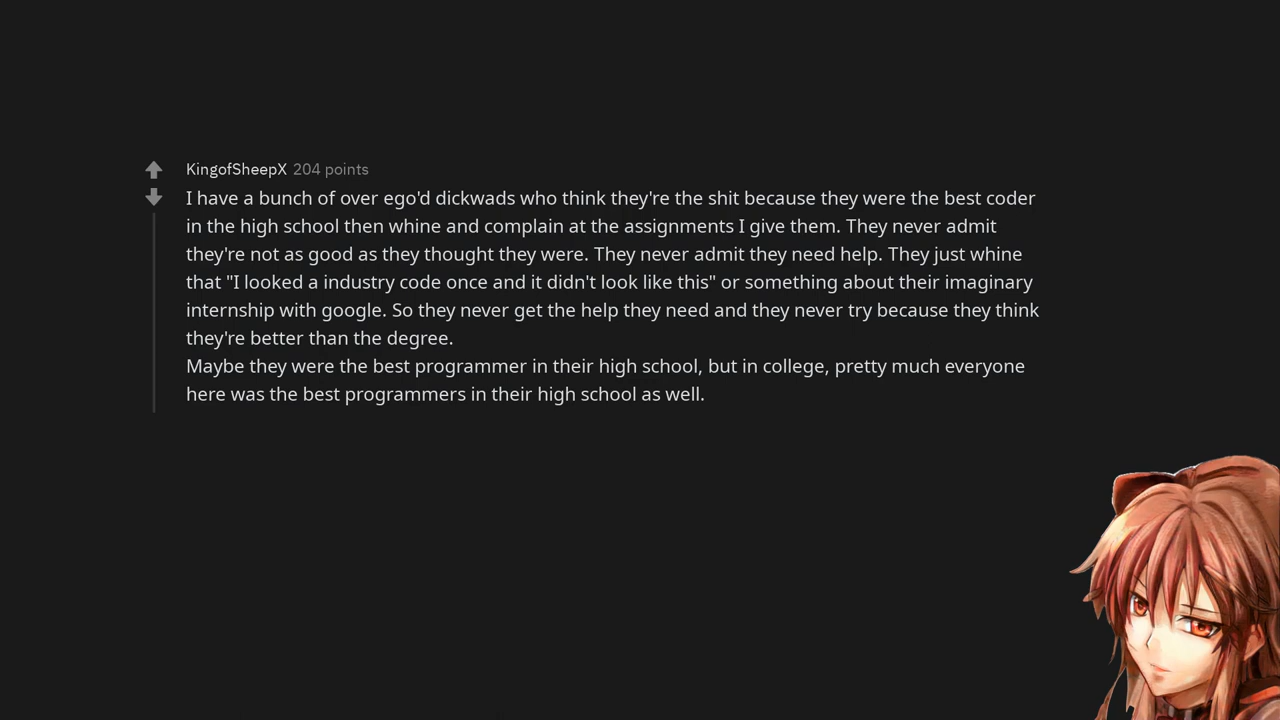 KingofSheepX 204 points
I have a bunch of over ego'd dickwads who think they're the shit because they were the best coder
in the high school then whine and complain at the assignments I give them. They never admit
they're not as good as they thought they were. They never admit they need help. They just whine
that "I looked a industry code once and it didn't look like this" or something about their imaginary
internship with google. So they never get the help they need and they never try because they think
they're better than the degree.
Maybe they were the best programmer in their high school, but in college, pretty much everyone
here was the best programmers in their high school as well.